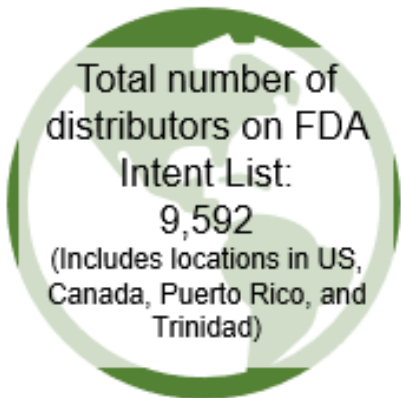 Total number of
distributors on FDA
Intent List:
9,592
(Includes locations in US,
Canada, Puerto Rico, and
Trinidad)